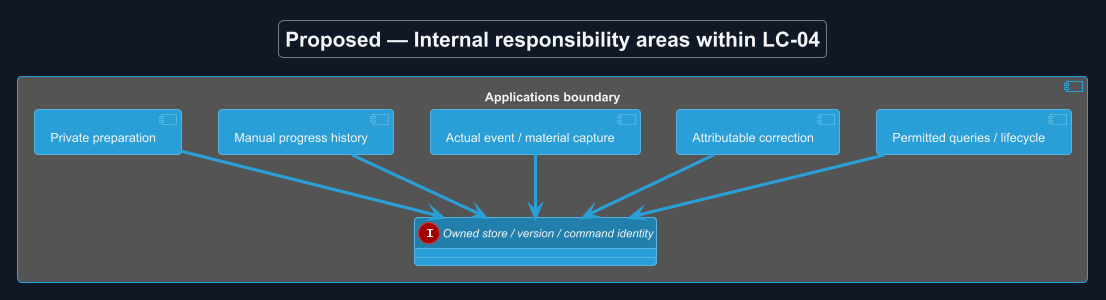 Proposed — Internal responsibility areas within LC-04
Applications boundary
Private preparation
Manual progress history
Actual event / material capture
Attributable correction
Permitted queries / lifecycle
I Owned store / version / command identity